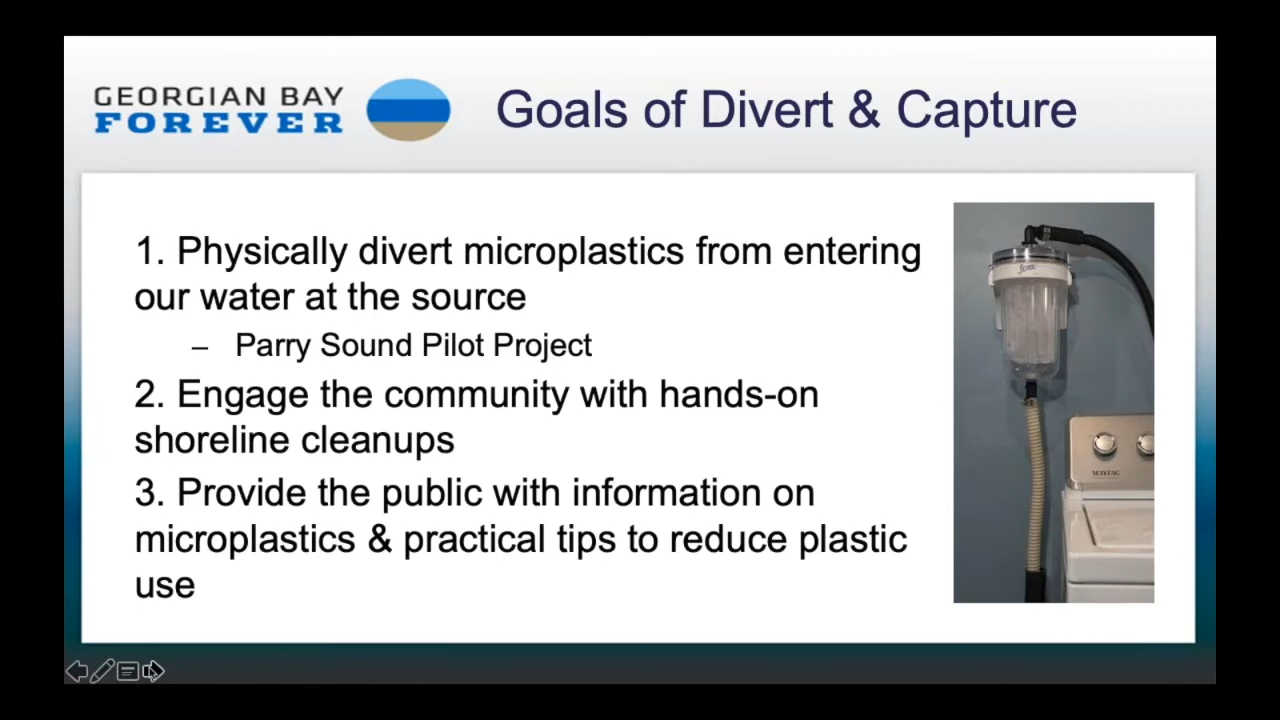 GEORGIAN BAY
FOREVER
Goals of Divert & Capture
1. Physically divert microplastics from entering
our water at the source
– Parry Sound Pilot Project
2. Engage the community with hands-on
shoreline cleanups
3. Provide the public with information on
microplastics & practical tips to reduce plastic
use
MAYTAG